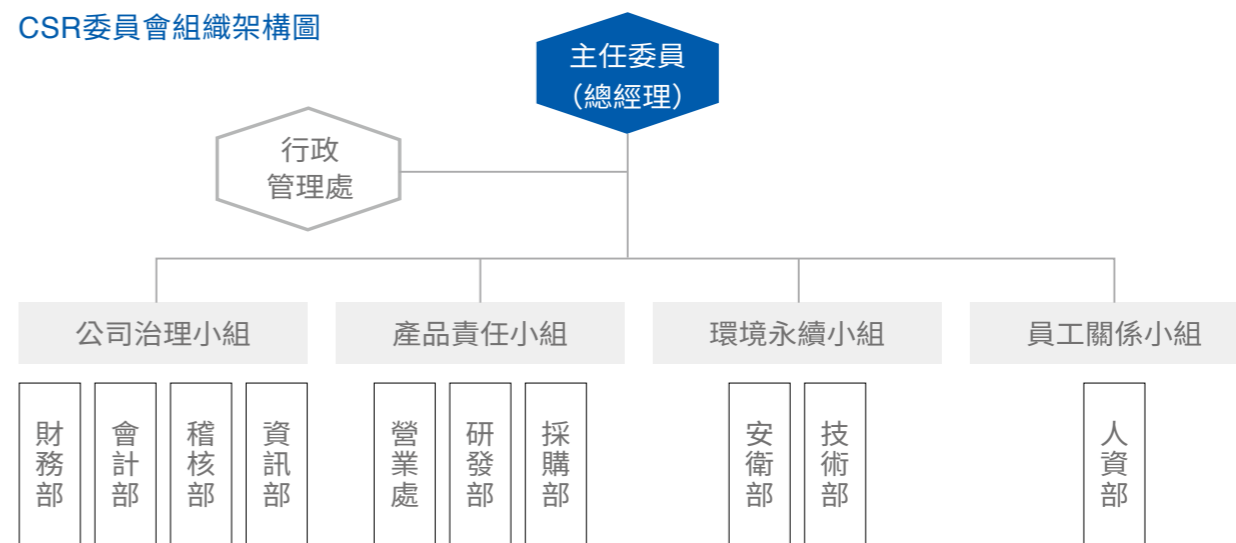 CSR委員會組織架構圖
主任委員
（總經理）
行政
管理處
公司治理小組
產品責任小組
環境永續小組
員工關係小組
財務部
會計部
稽核部
資訊部
營業處
研發部
採購部
安衛部
技術部
人資部